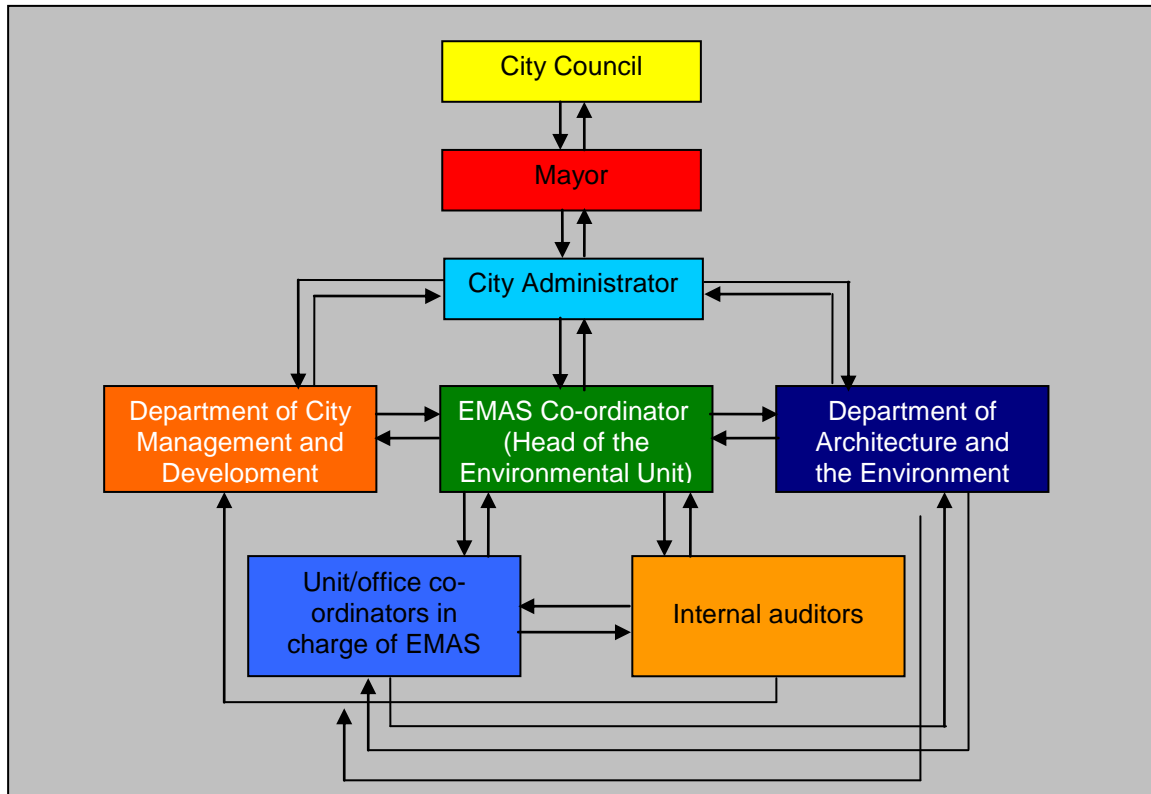 City Council
Mayor
City Administrator
Department of City
Management and
Development
EMAS Co-ordinator
(Head of the
Environmental Unit)
Department of
Architecture and
the Environment
Unit/office co-
ordinators in
charge of EMAS
Internal auditors